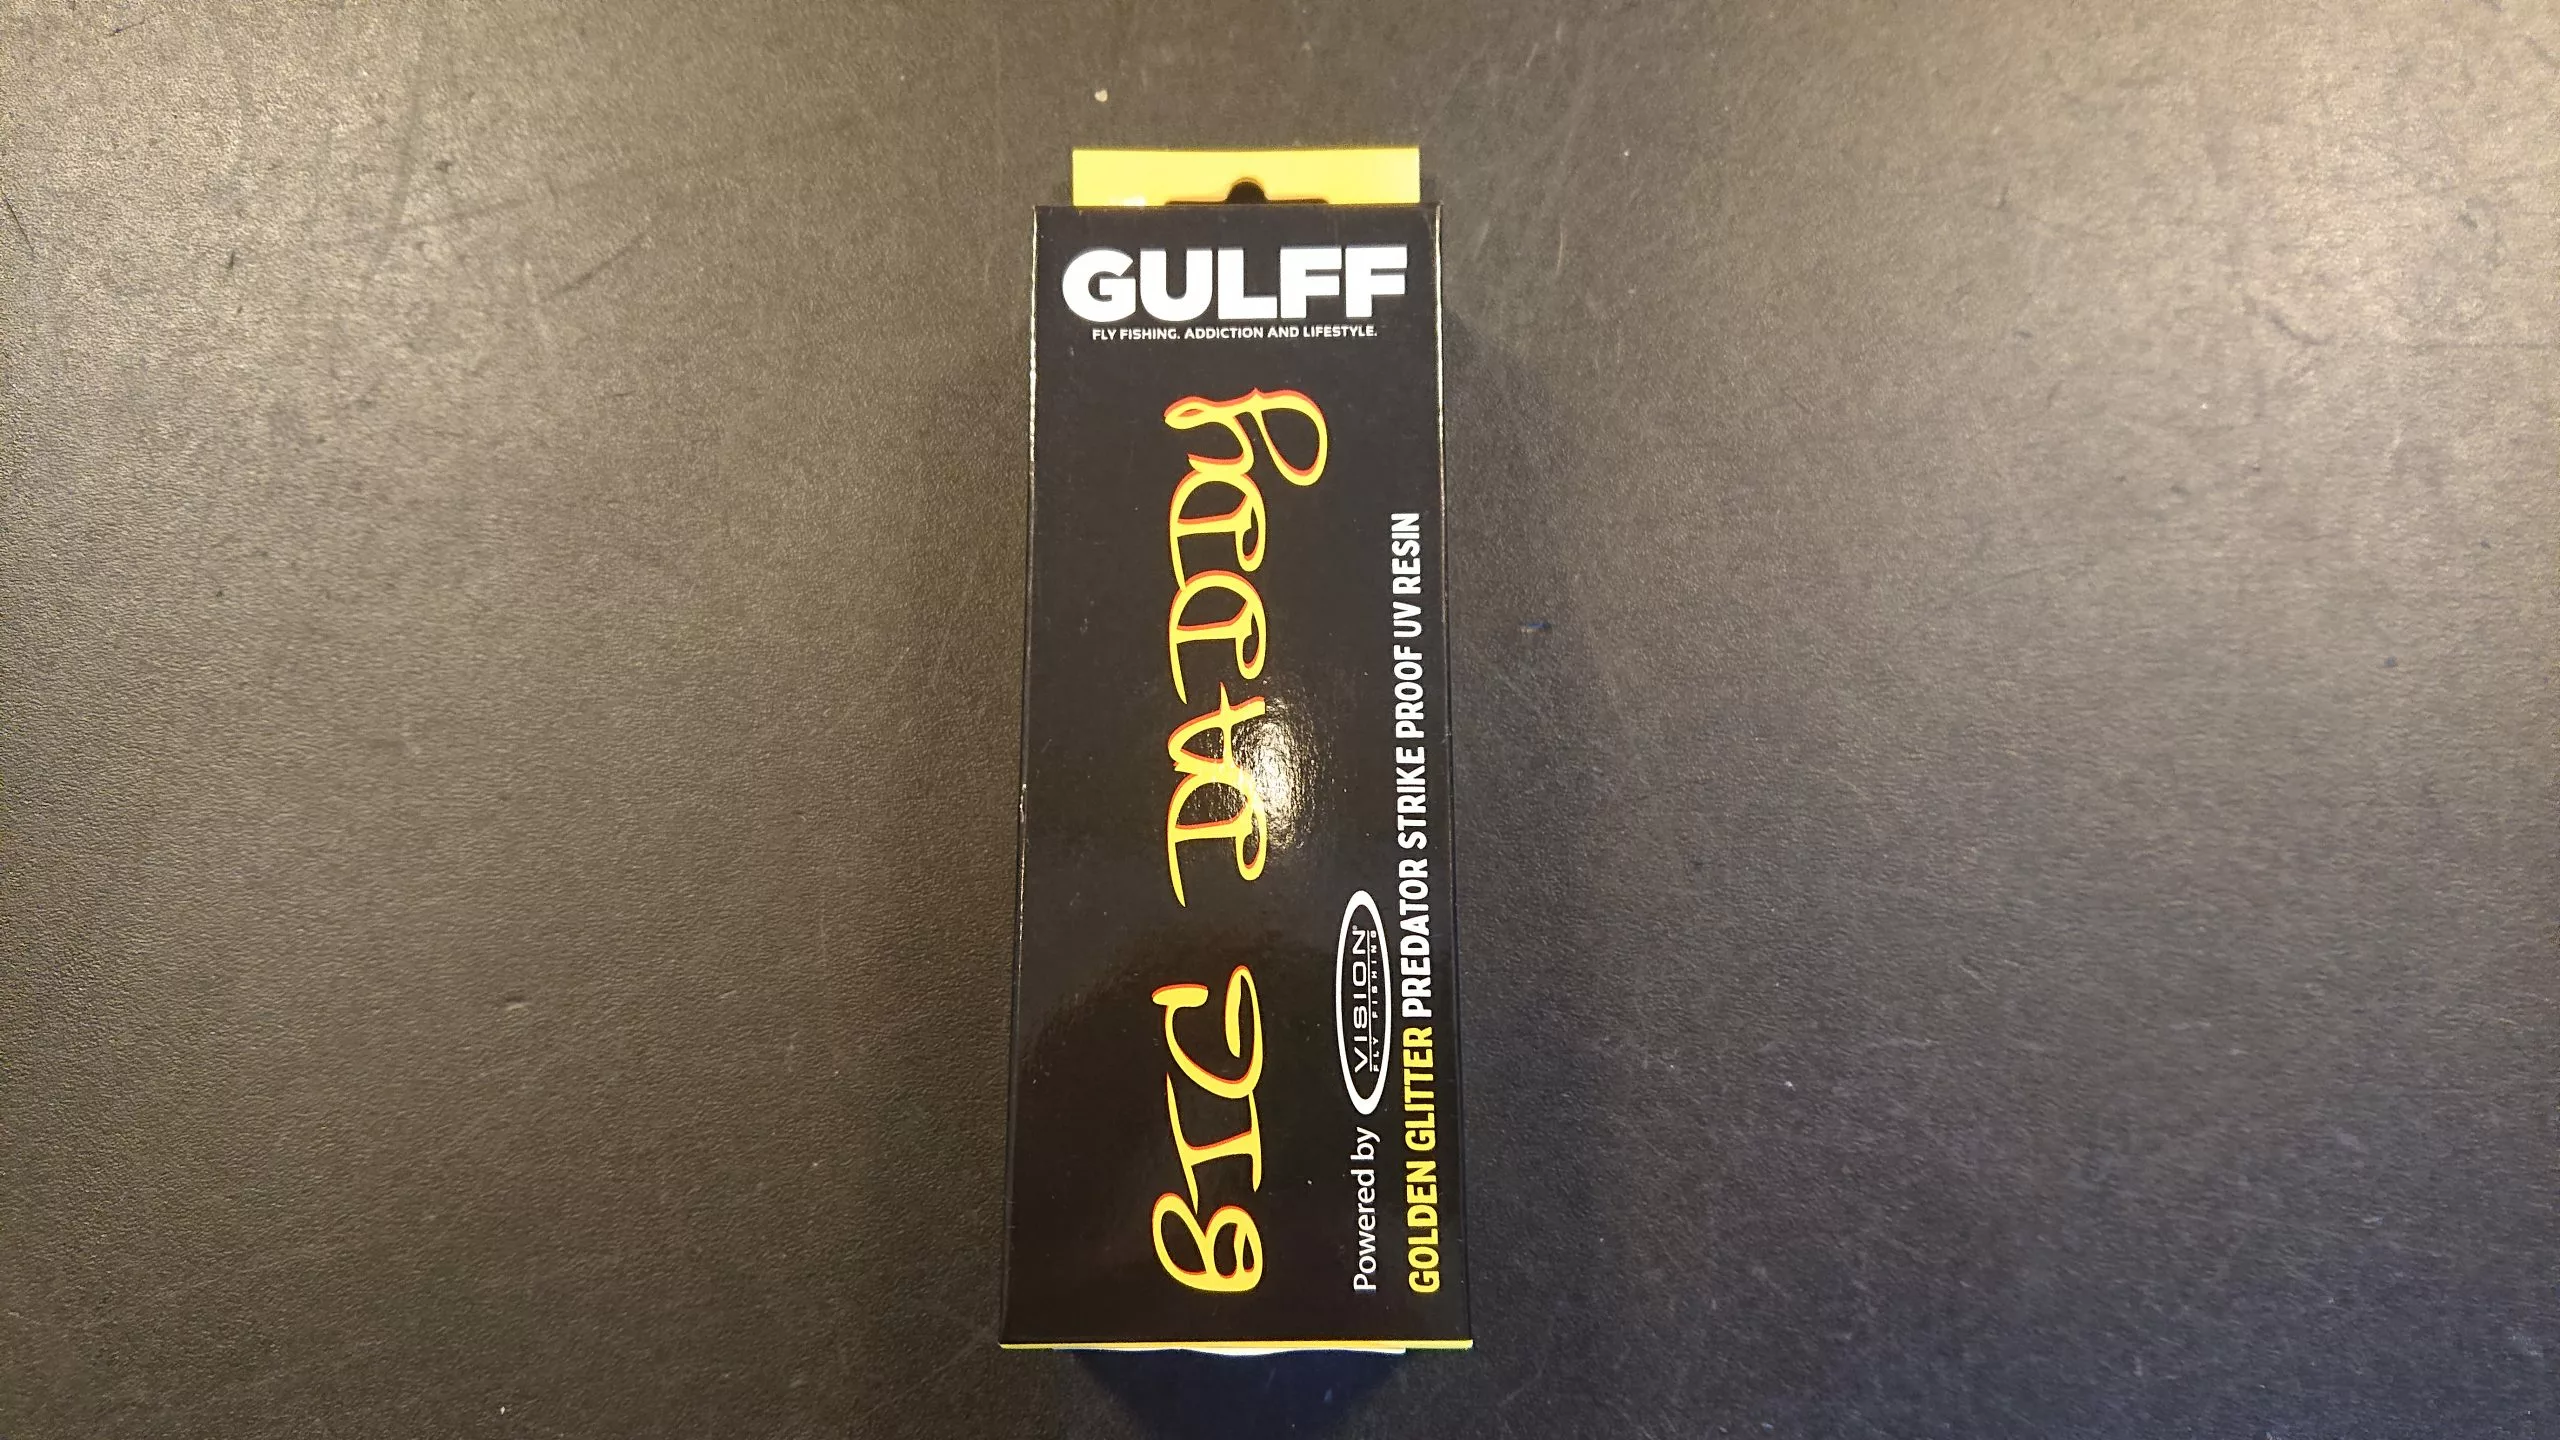 GULFF
FLY FISHING. ADDICTION AND LIFESTYLE.
BIG DADDY
Powered by VISION®
FLY FISHING
GOLDEN GLITTER PREDATOR STRIKE PROOF UV RESIN